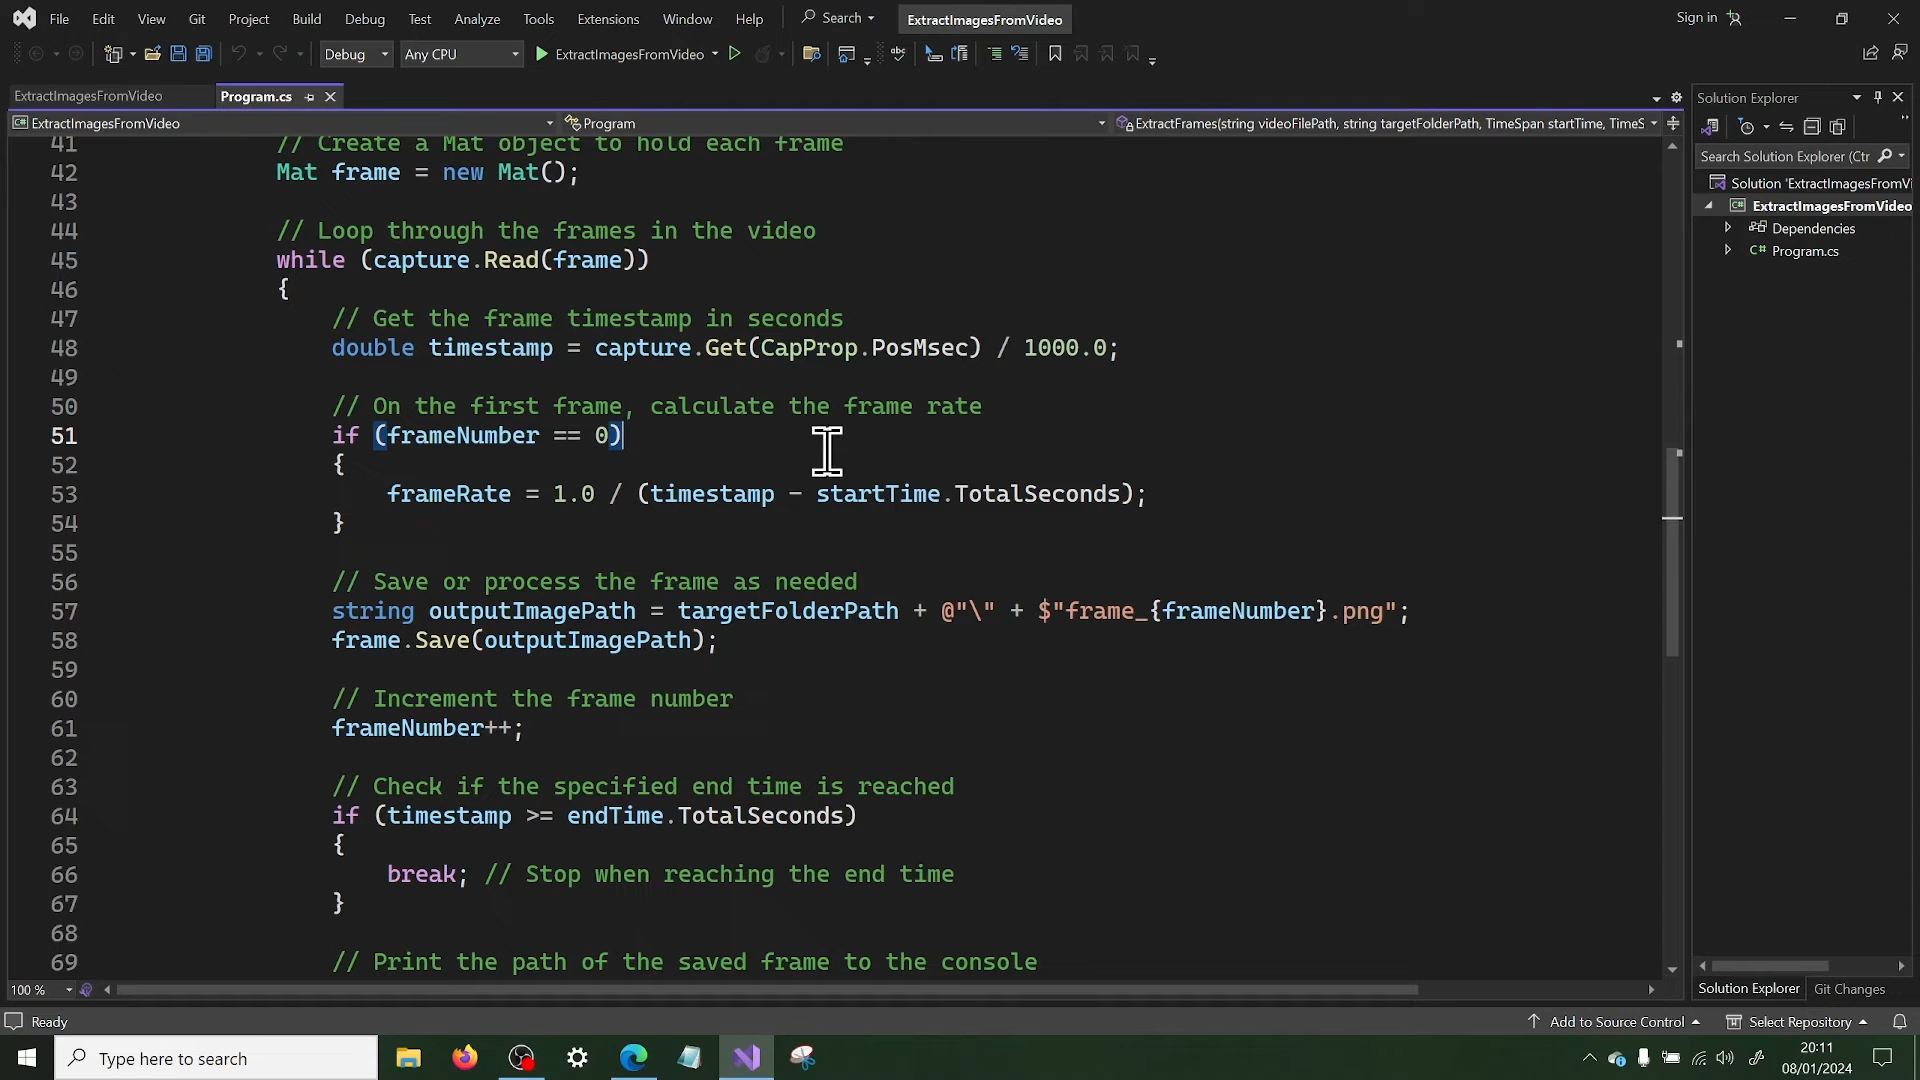 File Edit View Git Project Build Debug Test Analyze Tools Extensions Window Help Search ExtractImagesFromVideo Sign in
Debug Any CPU ExtractImagesFromVideo
ExtractImagesFromVideo Program.cs
ExtractImagesFromVideo Program ExtractFrames(string videoFilePath, string targetFolderPath, TimeSpan startTime, TimeS
41 // Create a Mat object to hold each frame
42 Mat frame = new Mat();
43
44 // Loop through the frames in the video
45 while (capture.Read(frame))
46 {
47 // Get the frame timestamp in seconds
48 double timestamp = capture.Get(CapProp.PosMsec) / 1000.0;
49
50 // On the first frame, calculate the frame rate
51 if (frameNumber == 0)
52 {
53 frameRate = 1.0 / (timestamp - startTime.TotalSeconds);
54 }
55
56 // Save or process the frame as needed
57 string outputImagePath = targetFolderPath + @"\" + $"frame_{frameNumber}.png";
58 frame.Save(outputImagePath);
59
60 // Increment the frame number
61 frameNumber++;
62
63 // Check if the specified end time is reached
64 if (timestamp >= endTime.TotalSeconds)
65 {
66 break; // Stop when reaching the end time
67 }
68
69 // Print the path of the saved frame to the console
100 %
Solution Explorer
Search Solution Explorer (Ctr
Solution 'ExtractImagesFromVi
C# ExtractImagesFromVideo
Dependencies
C# Program.cs
Solution Explorer Git Changes
Ready Add to Source Control Select Repository
Type here to search
20:11
08/01/2024